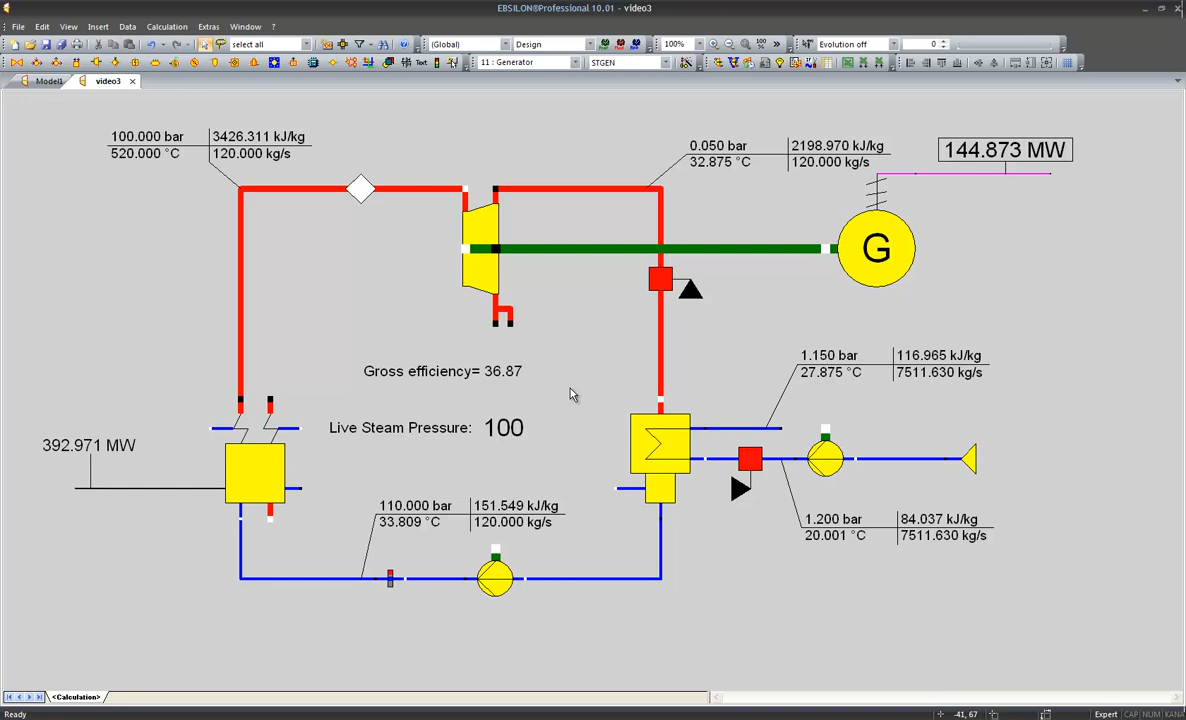 EBSILON®Professional 10.01 - video3
File Edit View Insert Data Calculation Extras Window ?
select all (Global) Design 100% 100 % Evolution off 0
Text 11 : Generator STGEN
Model1 video3
100.000 bar 3426.311 kJ/kg
520.000 °C 120.000 kg/s
0.050 bar 2198.970 kJ/kg
32.875 °C 120.000 kg/s
144.873 MW
G
Gross efficiency= 36.87
1.150 bar 116.965 kJ/kg
27.875 °C 7511.630 kg/s
Live Steam Pressure: 100
392.971 MW
110.000 bar 151.549 kJ/kg
33.809 °C 120.000 kg/s
1.200 bar 84.037 kJ/kg
20.001 °C 7511.630 kg/s
<Calculation>
Ready -41, 67 Expert CAP NUM KANA